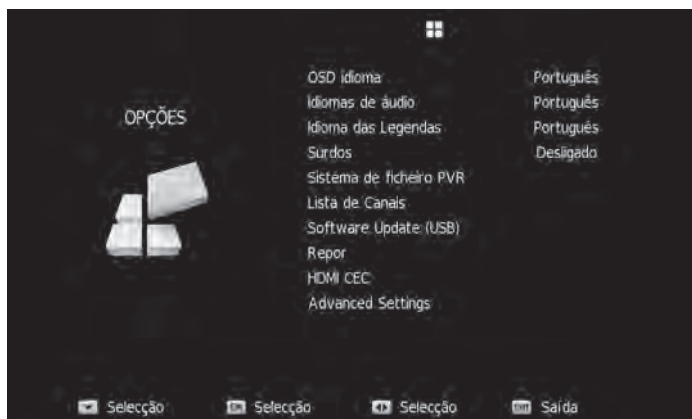 OPÇÕES
OSD idioma Português
Idiomas de áudio Português
Idioma das Legendas Português
Surdos Desligado
Sistema de ficheiro PVR
Lista de Canais
Software Update (USB)
Repor
HDMI CEC
Advanced Settings
Selecção OK Selecção Selecção EXIT Saída